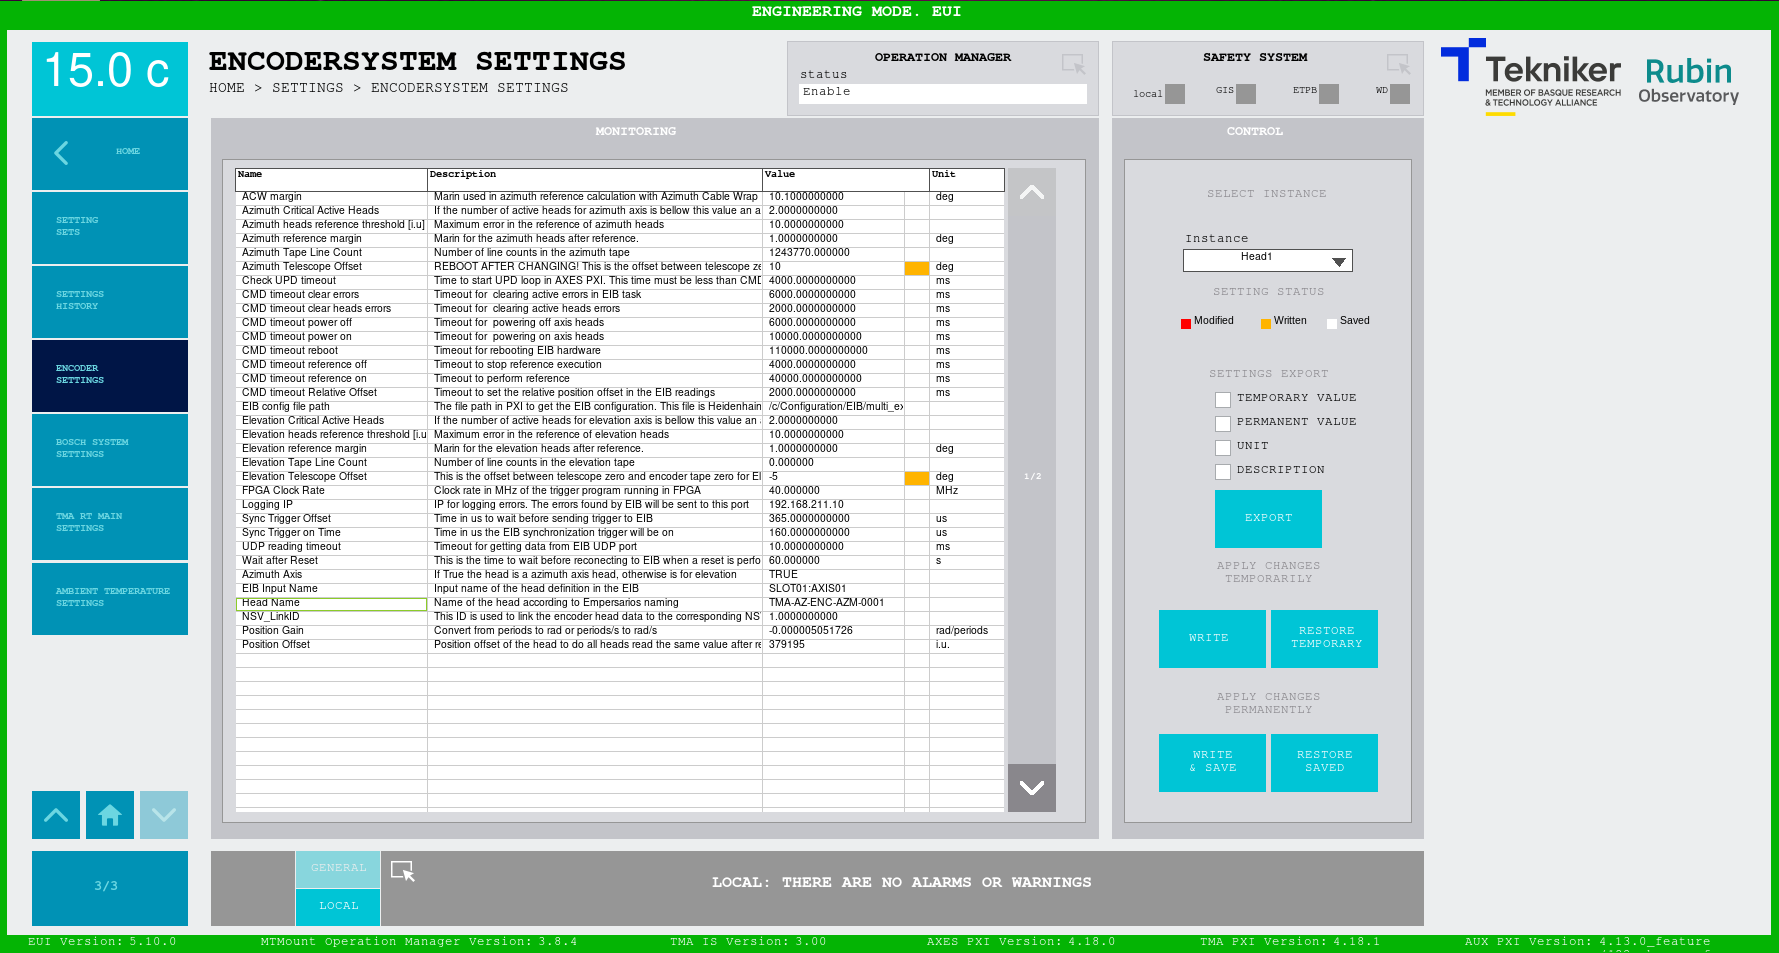 ENGINEERING MODE. EUI
15.0 c
ENCODERSYSTEM SETTINGS
HOME > SETTINGS > ENCODERSYSTEM SETTINGS
OPERATION MANAGER
status
Enable
SAFETY SYSTEM
local GIS ETPB WD
Tekniker
MEMBER OF BASQUE RESEARCH
& TECHNOLOGY ALLIANCE
Rubin
Observatory
HOME
SETTING
SETS
SETTINGS
HISTORY
ENCODER
SETTINGS
BOSCH SYSTEM
SETTINGS
TMA RT MAIN
SETTINGS
AMBIENT TEMPERATURE
SETTINGS
3/3
MONITORING
Name Description Value Unit
ACW margin Marin used in azimuth reference calculation with Azimuth Cable Wrap 10.1000000000 deg
Azimuth Critical Active Heads If the number of active heads for azimuth axis is bellow this value an a 2.0000000000
Azimuth heads reference threshold [i.u] Maximum error in the reference of azimuth heads 10.0000000000
Azimuth reference margin Marin for the azimuth heads after reference. 1.0000000000 deg
Azimuth Tape Line Count Number of line counts in the azimuth tape 1243770.000000
Azimuth Telescope Offset REBOOT AFTER CHANGING! This is the offset between telescope ze 10 deg
Check UPD timeout Time to start UPD loop in AXES PXI. This time must be less than CMD 4000.0000000000 ms
CMD timeout clear errors Timeout for clearing active errors in EIB task 6000.0000000000 ms
CMD timeout clear heads errors Timeout for clearing active heads errors 2000.0000000000 ms
CMD timeout power off Timeout for powering off axis heads 6000.0000000000 ms
CMD timeout power on Timeout for powering on axis heads 10000.0000000000 ms
CMD timeout reboot Timeout for rebooting EIB hardware 110000.0000000000 ms
CMD timeout reference off Timeout to stop reference execution 4000.0000000000 ms
CMD timeout reference on Timeout to perform reference 40000.0000000000 ms
CMD timeout Relative Offset Timeout to set the relative position offset in the EIB readings 2000.0000000000 ms
EIB config file path The file path in PXI to get the EIB configuration. This file is Heidenhain /c/Configuration/EIB/multi_ex
Elevation Critical Active Heads If the number of active heads for elevation axis is bellow this value an 2.0000000000
Elevation heads reference threshold [i.u Maximum error in the reference of elevation heads 10.0000000000
Elevation reference margin Marin for the elevation heads after reference. 1.0000000000 deg
Elevation Tape Line Count Number of line counts in the elevation tape 0.000000
Elevation Telescope Offset This is the offset between telescope zero and encoder tape zero for El -5 deg
FPGA Clock Rate Clock rate in MHz of the trigger program running in FPGA 40.000000 MHz
Logging IP IP for logging errors. The errors found by EIB will be sent to this port 192.168.211.10
Sync Trigger Offset Time in us to wait before sending trigger to EIB 365.0000000000 us
Sync Trigger on Time Time in us the EIB synchronization trigger will be on 160.0000000000 us
UDP reading timeout Timeout for getting data from EIB UDP port 10.0000000000 ms
Wait after Reset This is the time to wait before reconecting to EIB when a reset is perfo 60.000000 s
Azimuth Axis If True the head is a azimuth axis head, otherwise is for elevation TRUE
EIB Input Name Input name of the head definition in the EIB SLOT01:AXIS01
Head Name Name of the head according to Empersarios naming TMA-AZ-ENC-AZM-0001
NSV_LinkID This ID is used to link the encoder head data to the corresponding NS 1.0000000000
Position Gain Convert from periods to rad or periods/s to rad/s -0.000005051726 rad/periods
Position Offset Position offset of the head to do all heads read the same value after re 379195 i.u.
1/2
CONTROL
SELECT INSTANCE
Instance
Head1
SETTING STATUS
Modified Written Saved
SETTINGS EXPORT
TEMPORARY VALUE
PERMANENT VALUE
UNIT
DESCRIPTION
EXPORT
APPLY CHANGES
TEMPORARILY
WRITE
RESTORE
TEMPORARY
APPLY CHANGES
PERMANENTLY
WRITE
& SAVE
RESTORE
SAVED
GENERAL
LOCAL
LOCAL: THERE ARE NO ALARMS OR WARNINGS
EUI Version: 5.10.0 MTMount Operation Manager Version: 3.8.4 TMA IS Version: 3.00 AXES PXI Version: 4.18.0 TMA PXI Version: 4.18.1 AUX PXI Version: 4.13.0_feature